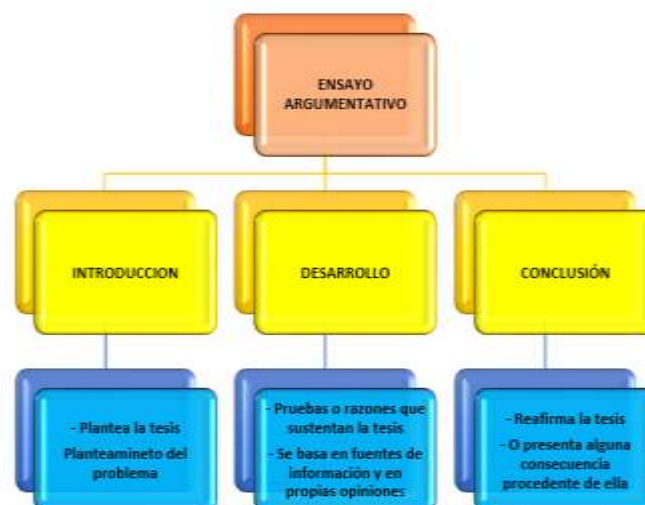 ENSAYO
ARGUMENTATIVO
INTRODUCCION
DESARROLLO
CONCLUSIÓN
- Plantea la tesis
Planteamineto del
problema
- Pruebas o razones que
sustentan la tesis
- Se basa en fuentes de
información y en
propias opiniones
- Reafirma la tesis
- O presenta alguna
consecuencia
procedente de ella